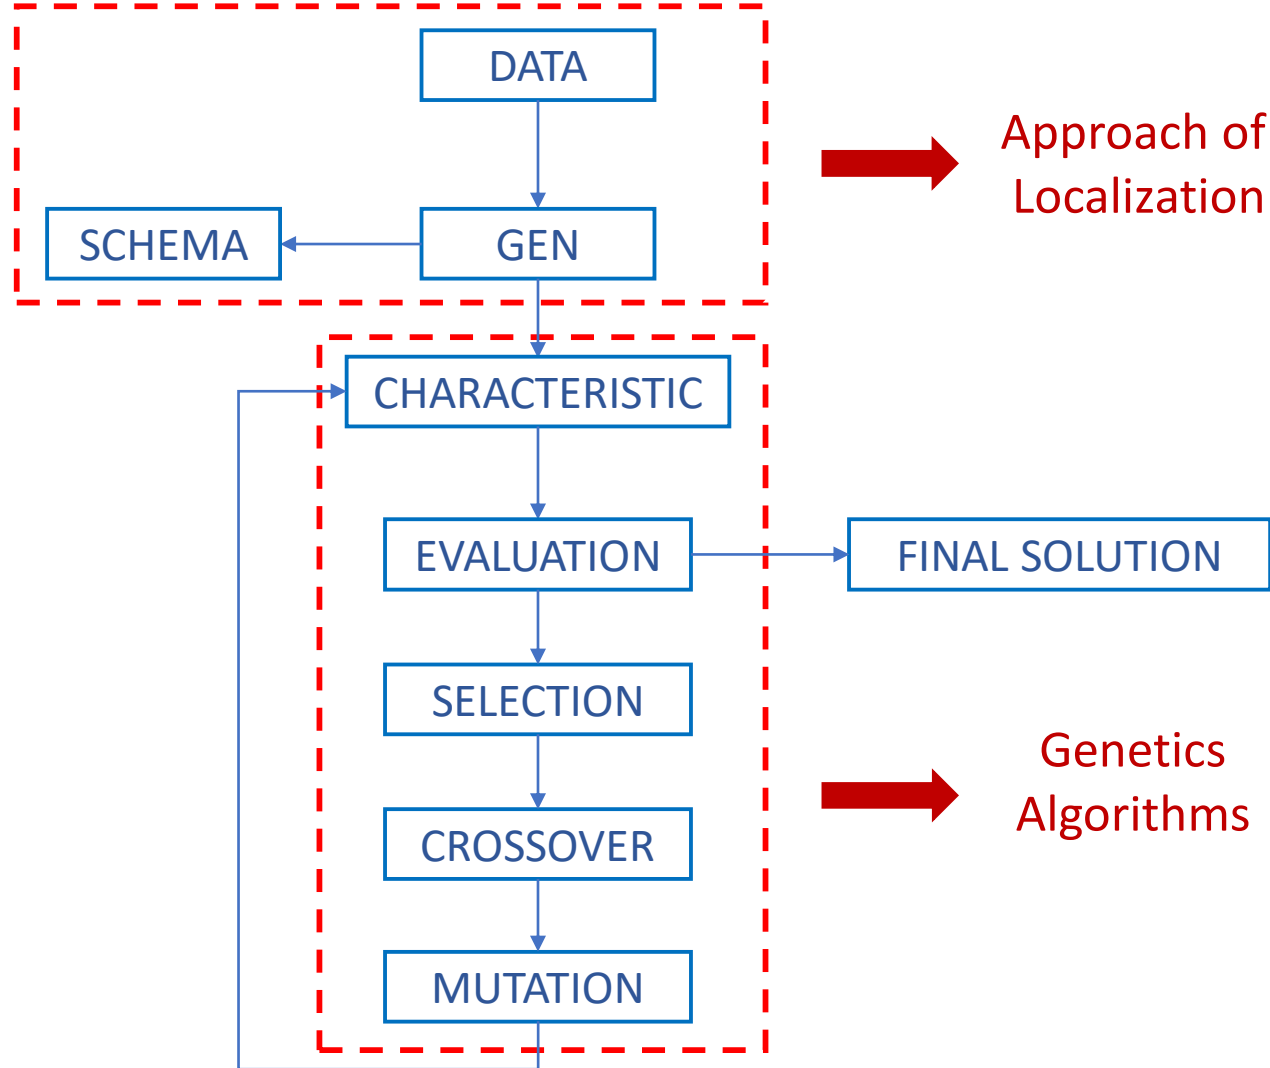 DATA
Approach of
Localization
SCHEMA
GEN
CHARACTERISTIC
EVALUATION
FINAL SOLUTION
SELECTION
Genetics
Algorithms
CROSSOVER
MUTATION